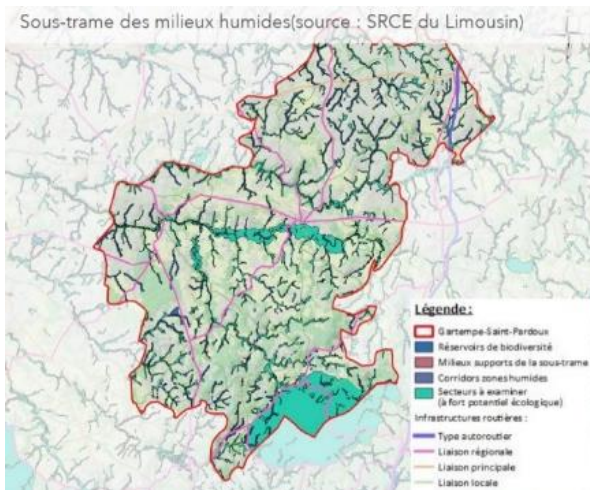 Sous-trame des milieux humides(source : SRCE du Limousin)
Légende :
Gartempe-Saint-Pardoux
Réservoirs de biodiversité
Milieux supports de la sous-trame
Corridors zones humides
Secteurs à examiner
(à fort potentiel écologique)
Infrastructures routières :
Type autoroutier
Liaison régionale
Liaison principale
Liaison locale